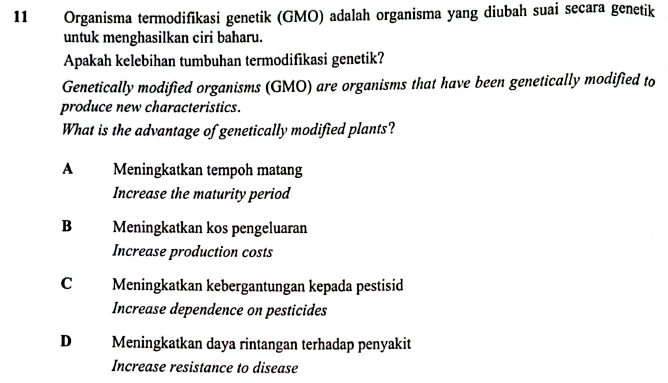 11 Organisma termodifikasi genetik (GMO) adalah organisma yang diubah suai secara genetik
untuk menghasilkan ciri baharu.
Apakah kelebihan tumbuhan termodifikasi genetik?
Genetically modified organisms (GMO) are organisms that have been genetically modified to
produce new characteristics.
What is the advantage of genetically modified plants?
A Meningkatkan tempoh matang
Increase the maturity period
B Meningkatkan kos pengeluaran
Increase production costs
C Meningkatkan kebergantungan kepada pestisid
Increase dependence on pesticides
D Meningkatkan daya rintangan terhadap penyakit
Increase resistance to disease